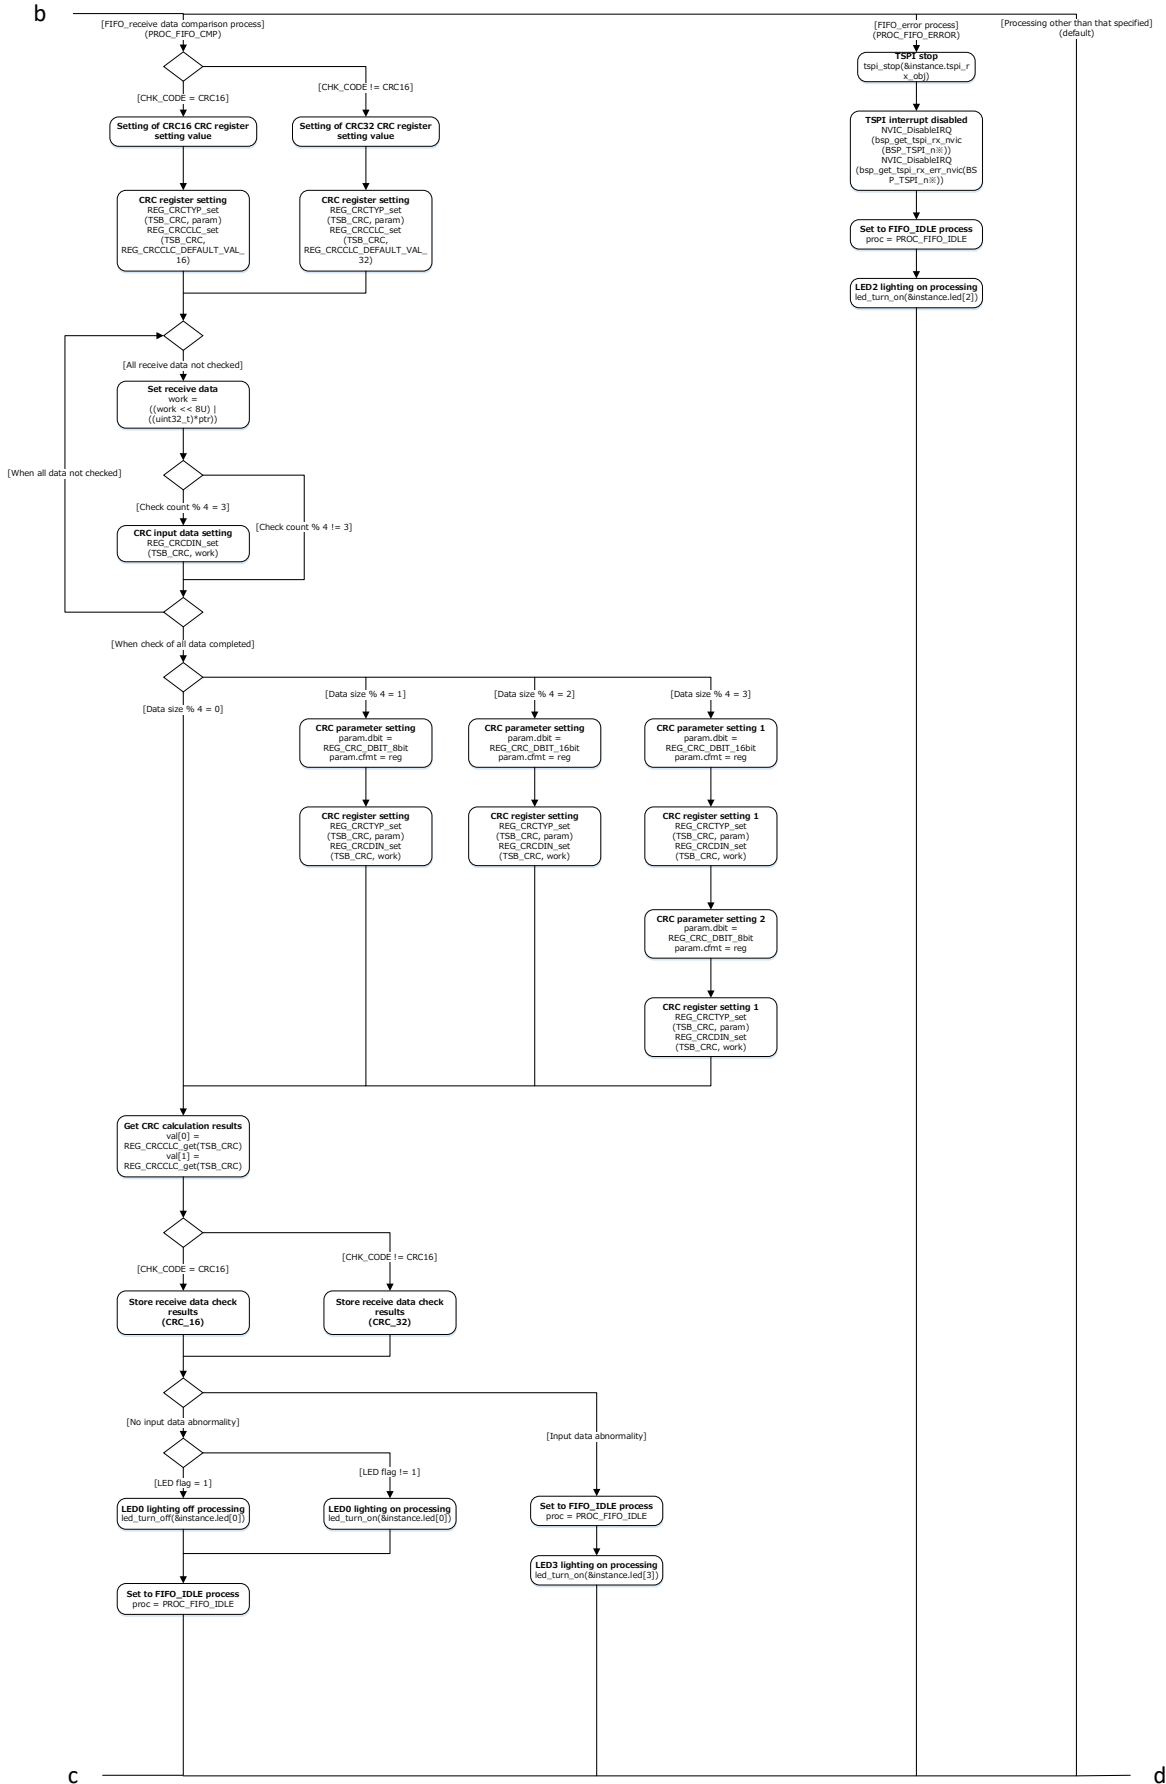 b
[FIFO_receive data comparison process]
(PROC_FIFO_CMP)
[CHK_CODE = CRC16]
[CHK_CODE != CRC16]
Setting of CRC16 CRC register
setting value
Setting of CRC32 CRC register
setting value
CRC register setting
REG_CRCTYP_set
(TSB_CRC, param)
REG_CRCCLC_set
(TSB_CRC,
REG_CRCCLC_DEFAULT_VAL_
16)
CRC register setting
REG_CRCTYP_set
(TSB_CRC, param)
REG_CRCCLC_set
(TSB_CRC,
REG_CRCCLC_DEFAULT_VAL_
32)
[All receive data not checked]
Set receive data
work =
((work << 8U) |
((uint32_t)*ptr))
[When all data not checked]
[Check count % 4 = 3]
[Check count % 4 != 3]
CRC input data setting
REG_CRCDIN_set
(TSB_CRC, work)
[When check of all data completed]
[Data size % 4 = 0]
[Data size % 4 = 1]
[Data size % 4 = 2]
[Data size % 4 = 3]
CRC parameter setting
param.dbit =
REG_CRC_DBIT_8bit
param.cfmt = reg
CRC parameter setting
param.dbit =
REG_CRC_DBIT_16bit
param.cfmt = reg
CRC parameter setting 1
param.dbit =
REG_CRC_DBIT_16bit
param.cfmt = reg
CRC register setting
REG_CRCTYP_set
(TSB_CRC, param)
REG_CRCDIN_set
(TSB_CRC, work)
CRC register setting
REG_CRCTYP_set
(TSB_CRC, param)
REG_CRCDIN_set
(TSB_CRC, work)
CRC register setting 1
REG_CRCTYP_set
(TSB_CRC, param)
REG_CRCDIN_set
(TSB_CRC, work)
CRC parameter setting 2
param.dbit =
REG_CRC_DBIT_8bit
param.cfmt = reg
CRC register setting 1
REG_CRCTYP_set
(TSB_CRC, param)
REG_CRCDIN_set
(TSB_CRC, work)
Get CRC calculation results
val[0] =
REG_CRCCLC_get(TSB_CRC)
val[1] =
REG_CRCCLC_get(TSB_CRC)
[CHK_CODE = CRC16]
[CHK_CODE != CRC16]
Store receive data check
results
(CRC_16)
Store receive data check
results
(CRC_32)
[No input data abnormality]
[Input data abnormality]
[LED flag = 1]
[LED flag != 1]
LED0 lighting off processing
led_turn_off(&instance.led[0])
LED0 lighting on processing
led_turn_on(&instance.led[0])
Set to FIFO_IDLE process
proc = PROC_FIFO_IDLE
LED3 lighting on processing
led_turn_on(&instance.led[3])
Set to FIFO_IDLE process
proc = PROC_FIFO_IDLE
[FIFO_error process]
(PROC_FIFO_ERROR)
TSPI stop
tspi_stop(&instance.tspi_r
x_obj)
TSPI interrupt disabled
NVIC_DisableIRQ
(bsp_get_tspi_rx_nvic
(BSP_TSPI_n※))
NVIC_DisableIRQ
(bsp_get_tspi_rx_err_nvic(BS
P_TSPI_n※))
Set to FIFO_IDLE process
proc = PROC_FIFO_IDLE
LED2 lighting on processing
led_turn_on(&instance.led[2])
[Processing other than that specified]
(default)
c
d